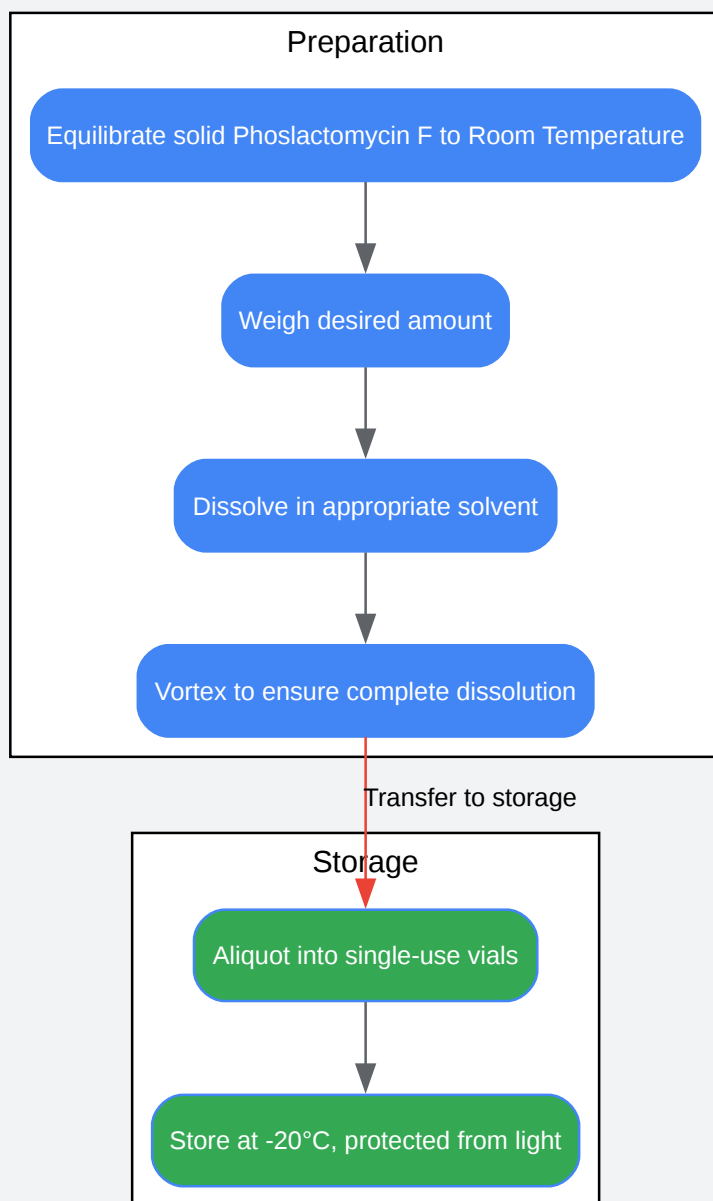 Preparation
Equilibrate solid Phoslactomycin F to Room Temperature
Weigh desired amount
Dissolve in appropriate solvent
Vortex to ensure complete dissolution
Transfer to storage
Storage
Aliquot into single-use vials
Store at -20°C, protected from light